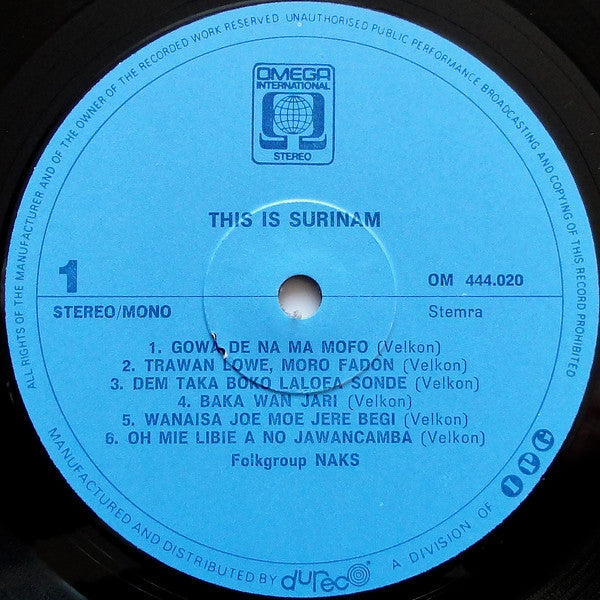 ALL RIGHTS OF THE MANUFACTURER AND OF THE OWNER OF THE RECORDED WORK RESERVED UNAUTHORISED PUBLIC PERFORMANCE BROADCASTING AND COPYING OF THIS RECORD PROHIBITED
OMEGA
INTERNATIONAL
STEREO
THIS IS SURINAM
1
OM 444.020
STEREO/MONO
Stemra
1. GOWA DE NA MA MOFO (Velkon)
2. TRAWAN LOWE, MORO FADON (Velkon)
3. DEM TAKA BOKO LALOEA SONDE (Velkon)
4. BAKA WAN JARI (Velkon)
5. WANAISA JOE MOE JERE BEGI (Velkon)
6. OH MIE LIBIE A NO JAWANCAMBA (Velkon)
Folkgroup NAKS
MANUFACTURED AND DISTRIBUTED BY dureco A DIVISION OF